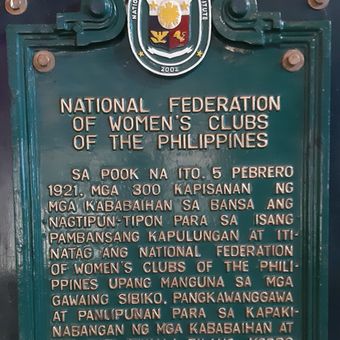 2002
NATIONAL FEDERATION
OF WOMEN'S CLUBS
OF THE PHILIPPINES
SA POOK NA ITO, 5 PEBRERO
1921, MGA 300 KAPISANAN NG
MGA KABABAIHAN SA BANSA ANG
NAGTIPUN-TIPON PARA SA ISANG
PAMBANSANG KAPULUNGAN AT ITI-
NATAG ANG NATIONAL FEDERATION
OF WOMEN'S CLUBS OF THE PHILI-
PPINES UPANG MANGUNA SA MGA
GAWAING SIBIKO, PANGKAWANGGAWA
AT PANLIPUNAN PARA SA KAPAKI-
NABANGAN NG MGA KABABAIHAN AT